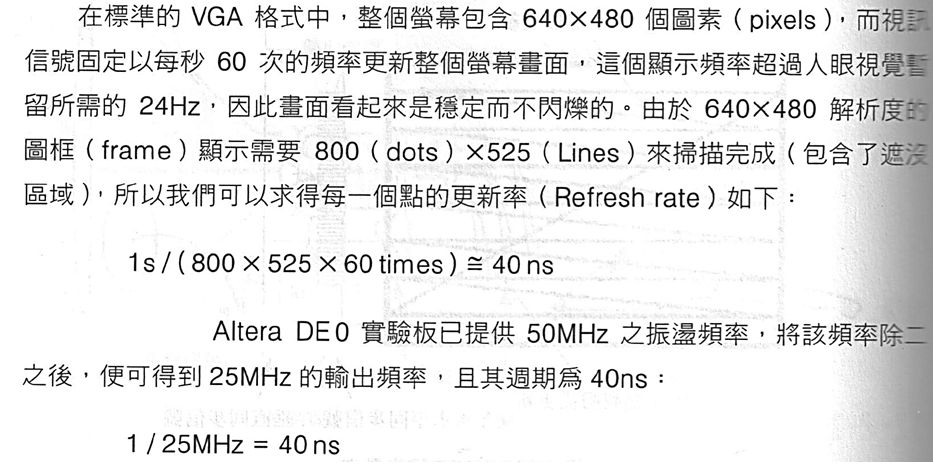 在標準的 VGA 格式中，整個螢幕包含 640×480 個圖素（pixels），而視訊
信號固定以每秒 60 次的頻率更新整個螢幕畫面，這個顯示頻率超過人眼視覺暫
留所需的 24Hz，因此畫面看起來是穩定而不閃爍的。由於 640×480 解析度的
圖框（frame）顯示需要 800（dots）×525（Lines）來掃描完成（包含了遮沒
區域），所以我們可以求得每一個點的更新率（Refresh rate）如下：
1s / ( 800 × 525 × 60 times ) ≅ 40 ns
Altera DE0 實驗板已提供 50MHz 之振盪頻率，將該頻率除二
之後，便可得到 25MHz 的輸出頻率，且其週期爲 40ns：
1 / 25MHz = 40 ns